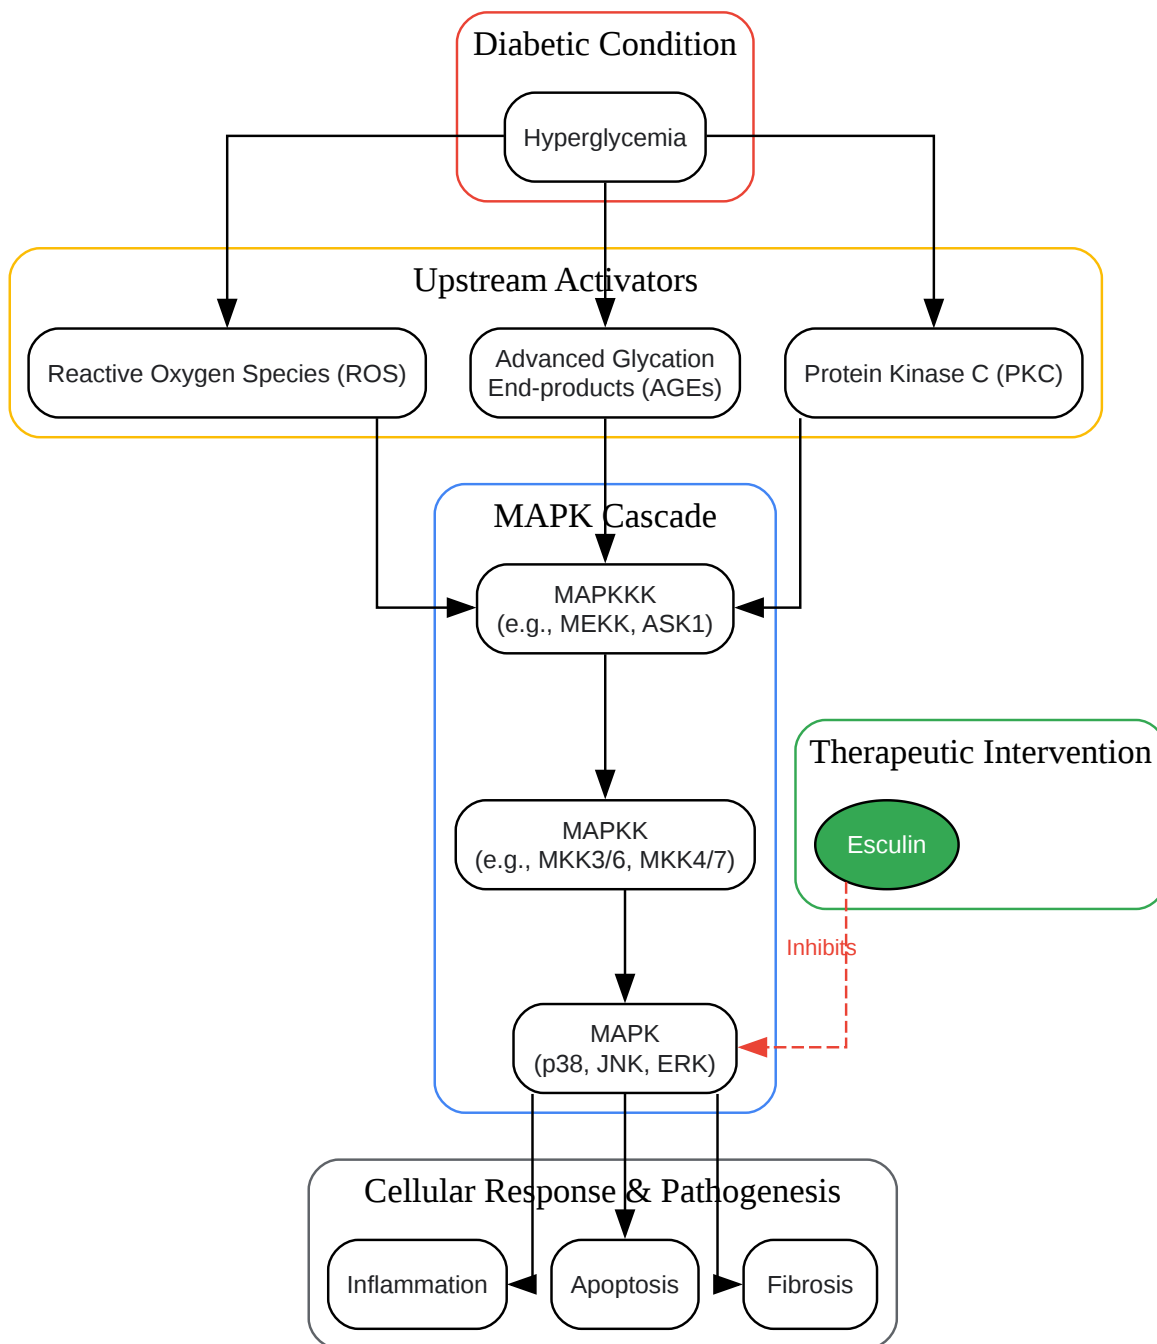 Diabetic Condition
Hyperglycemia
Upstream Activators
Reactive Oxygen Species (ROS)
Advanced Glycation
End-products (AGEs)
Protein Kinase C (PKC)
MAPK Cascade
MAPKKK
(e.g., MEKK, ASK1)
Therapeutic Intervention
MAPKK
(e.g., MKK3/6, MKK4/7)
Esculin
Inhibits
MAPK
(p38, JNK, ERK)
Cellular Response & Pathogenesis
Inflammation
Apoptosis
Fibrosis